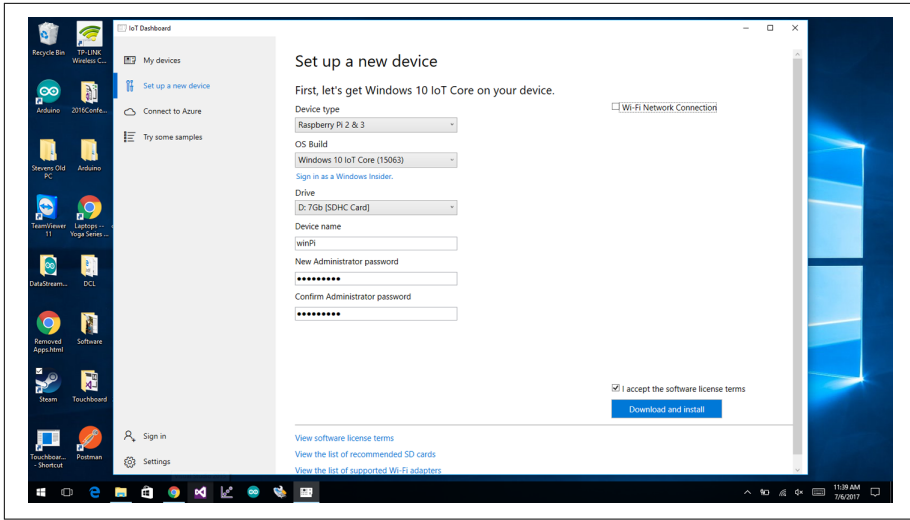 Recycle Bin
TP-LINK
Wireless C...
Arduino
2016Confe...
Stevens Old
PC
Arduino
TeamViewer
11
Laptops --
Yoga Series ...
DataStream...
DCL
Removed
Apps.html
Software
Steam
Touchboard
Touchboar...
- Shortcut
Postman
IoT Dashboard
My devices
Set up a new device
Connect to Azure
Try some samples
Sign in
Settings
Set up a new device
First, let's get Windows 10 IoT Core on your device.
Device type
Raspberry Pi 2 & 3
OS Build
Windows 10 IoT Core (15063)
Sign in as a Windows Insider.
Drive
D: 7Gb [SDHC Card]
Device name
winPi
New Administrator password
●●●●●●●●●
Confirm Administrator password
●●●●●●●●●
Wi-Fi Network Connection
I accept the software license terms
Download and install
View software license terms
View the list of recommended SD cards
View the list of supported Wi-Fi adapters
11:39 AM
7/6/2017